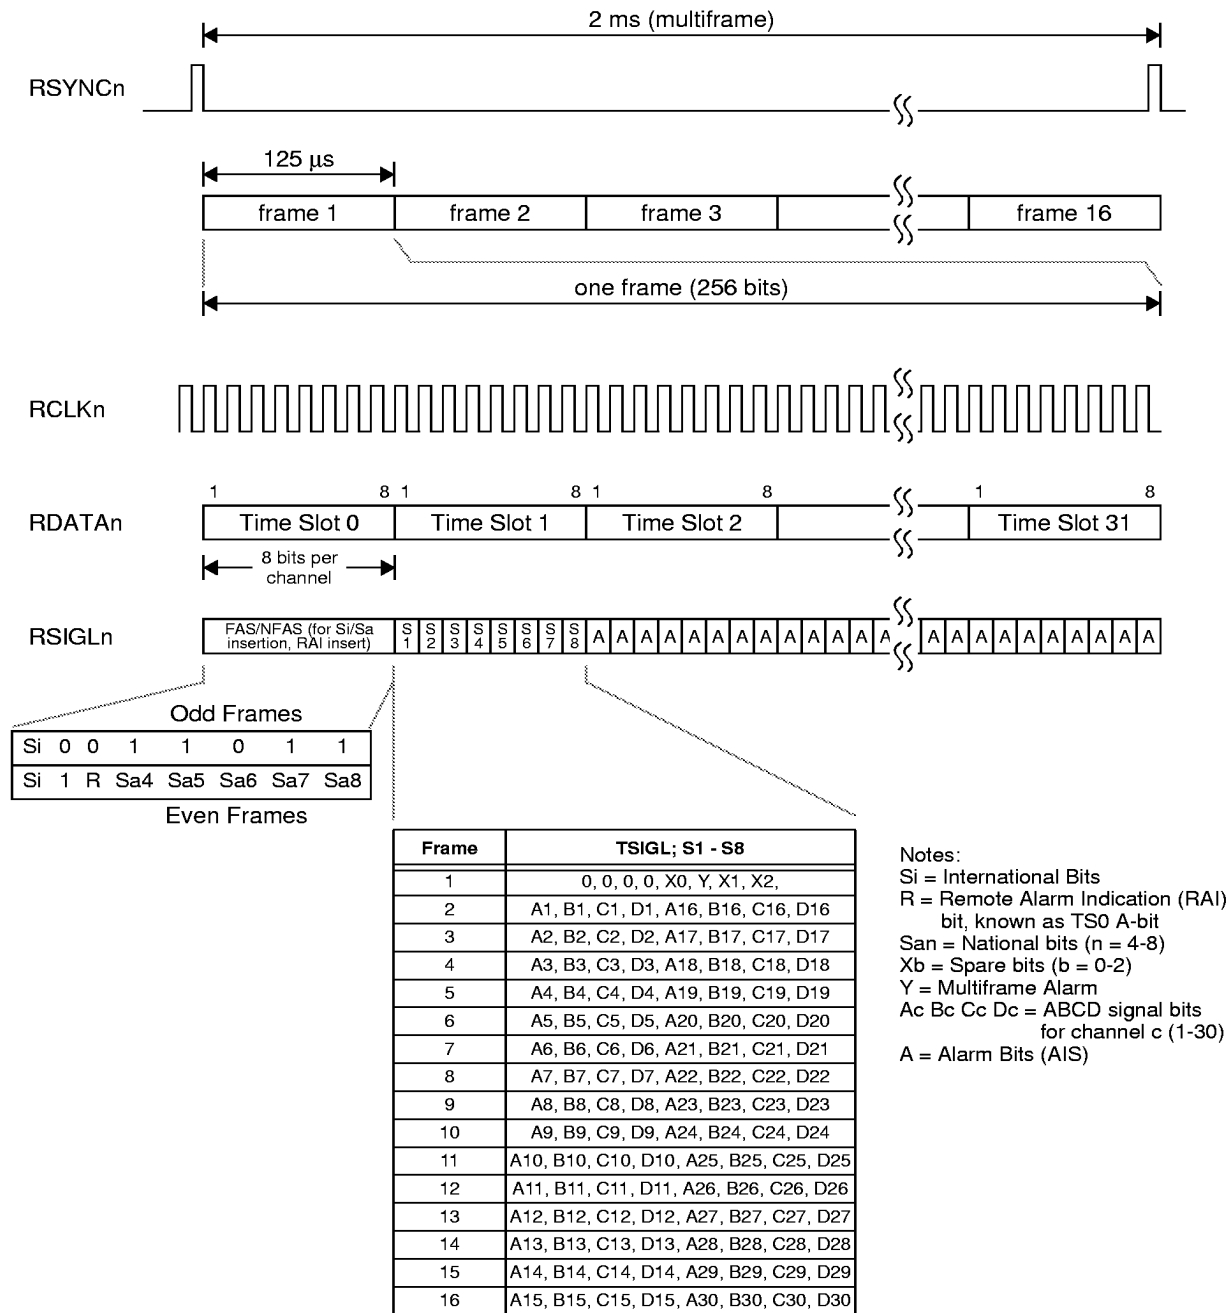 2 ms (multiframe)
RSYNCn
125 µs
frame 1 frame 2 frame 3 frame 16
one frame (256 bits)
RCLKn
1 8 1 8 1 8 1 8
RDATAn Time Slot 0 Time Slot 1 Time Slot 2 Time Slot 31
8 bits per
channel
RSIGLn FAS/NFAS (for Si/Sa insertion, RAI insert) S1 S2 S3 S4 S5 S6 S7 S8 A A A A A A A A A A A A A A A A A A A A A A A
Odd Frames
Si 0 0 1 1 0 1 1
Si 1 R Sa4 Sa5 Sa6 Sa7 Sa8
Even Frames
Frame TSIGL; S1 - S8
1 0, 0, 0, 0, X0, Y, X1, X2,
2 A1, B1, C1, D1, A16, B16, C16, D16
3 A2, B2, C2, D2, A17, B17, C17, D17
4 A3, B3, C3, D3, A18, B18, C18, D18
5 A4, B4, C4, D4, A19, B19, C19, D19
6 A5, B5, C5, D5, A20, B20, C20, D20
7 A6, B6, C6, D6, A21, B21, C21, D21
8 A7, B7, C7, D7, A22, B22, C22, D22
9 A8, B8, C8, D8, A23, B23, C23, D23
10 A9, B9, C9, D9, A24, B24, C24, D24
11 A10, B10, C10, D10, A25, B25, C25, D25
12 A11, B11, C11, D11, A26, B26, C26, D26
13 A12, B12, C12, D12, A27, B27, C27, D27
14 A13, B13, C13, D13, A28, B28, C28, D28
15 A14, B14, C14, D14, A29, B29, C29, D29
16 A15, B15, C15, D15, A30, B30, C30, D30
Notes:
Si = International Bits
R = Remote Alarm Indication (RAI)
bit, known as TS0 A-bit
San = National bits (n = 4-8)
Xb = Spare bits (b = 0-2)
Y = Multiframe Alarm
Ac Bc Cc Dc = ABCD signal bits
for channel c (1-30)
A = Alarm Bits (AIS)